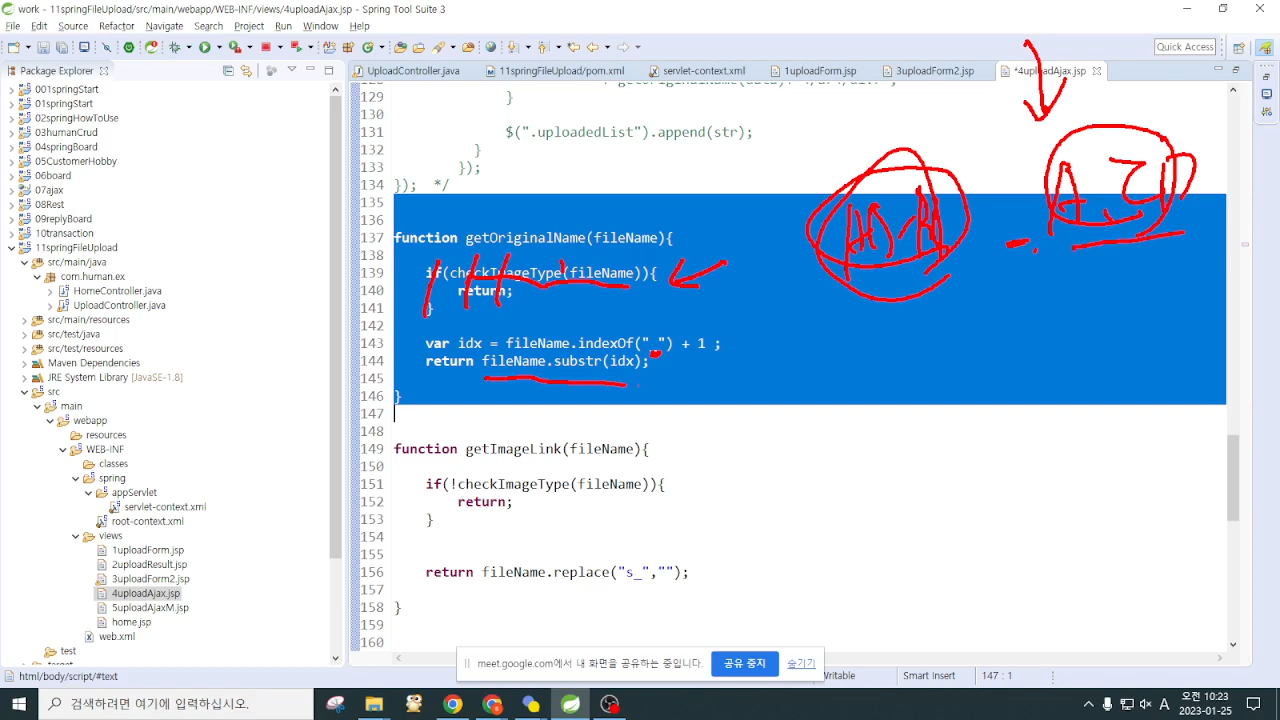 work - 11springFileUpload/src/main/webapp/WEB-INF/views/4uploadAjax.jsp - Spring Tool Suite 3
File Edit Source Refactor Navigate Search Project Run Window Help
Quick Access
Package Explorer
UploadController.java
11springFileUpload/pom.xml
servlet-context.xml
1uploadForm.jsp
3uploadForm2.jsp
*4uploadAjax.jsp
00springStart
01springStart
02springHowToUse
03humanCrud
04springBoard
05CustomerHobby
06board
07ajax
08Rest
09replyBoard
10transaction
11springFileUpload
src/main/java
com.human.ex
HomeController.java
UploadController.java
src/main/resources
src/test/java
src/test/resources
Maven Dependencies
JRE System Library [JavaSE-1.8]
src
main
webapp
resources
WEB-INF
classes
spring
appServlet
servlet-context.xml
root-context.xml
views
1uploadForm.jsp
2uploadResult.jsp
3uploadForm2.jsp
4uploadAjax.jsp
5uploadAjaxM.jsp
home.jsp
web.xml
test
129 }
130
131 $(".uploadedList").append(str);
132 }
133 });
134 }); */
135
136
137 function getOriginalName(fileName){
138
139 if(checkImageType(fileName)){
140 return;
141 }
142
143 var idx = fileName.indexOf("_") + 1 ;
144 return fileName.substr(idx);
145
146 }
147
148
149 function getImageLink(fileName){
150
151 if(!checkImageType(fileName)){
152 return;
153 }
154
155
156 return fileName.replace("s_","");
157
158 }
159
160
meet.google.com에서 내 화면을 공유하는 중입니다. 공유 중지 숨기기
html/body/script/#text
Writable
Smart Insert
147 : 1
검색하려면 여기에 입력하십시오.
A
오전 10:23
2023-01-25